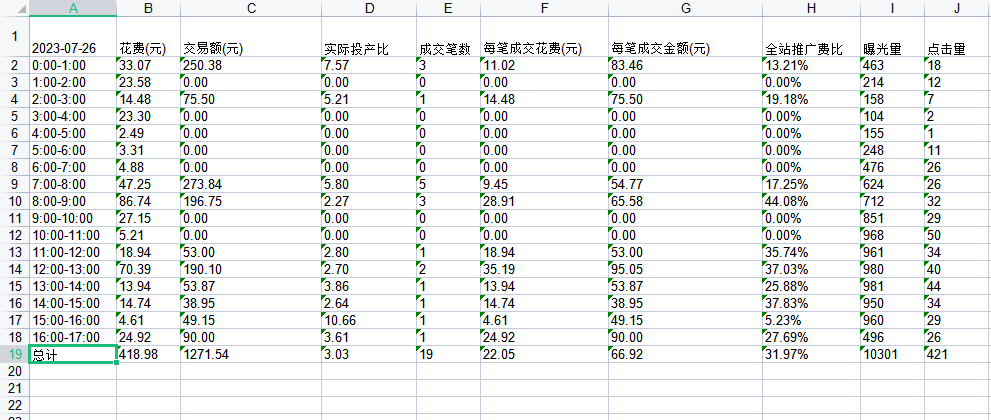 A B C D E F G H I J
1 2023-07-26 花费(元) 交易额(元) 实际投产比 成交笔数 每笔成交花费(元) 每笔成交金额(元) 全站推广费比 曝光量 点击量
2 0:00-1:00 33.07 250.38 7.57 3 11.02 83.46 13.21% 463 18
3 1:00-2:00 23.58 0.00 0.00 0 0.00 0.00 0.00% 214 12
4 2:00-3:00 14.48 75.50 5.21 1 14.48 75.50 19.18% 158 7
5 3:00-4:00 23.30 0.00 0.00 0 0.00 0.00 0.00% 104 2
6 4:00-5:00 2.49 0.00 0.00 0 0.00 0.00 0.00% 155 1
7 5:00-6:00 3.31 0.00 0.00 0 0.00 0.00 0.00% 248 11
8 6:00-7:00 4.88 0.00 0.00 0 0.00 0.00 0.00% 476 26
9 7:00-8:00 47.25 273.84 5.80 5 9.45 54.77 17.25% 624 26
10 8:00-9:00 86.74 196.75 2.27 3 28.91 65.58 44.08% 712 32
11 9:00-10:00 27.15 0.00 0.00 0 0.00 0.00 0.00% 851 29
12 10:00-11:00 5.21 0.00 0.00 0 0.00 0.00 0.00% 968 50
13 11:00-12:00 18.94 53.00 2.80 1 18.94 53.00 35.74% 961 34
14 12:00-13:00 70.39 190.10 2.70 2 35.19 95.05 37.03% 980 40
15 13:00-14:00 13.94 53.87 3.86 1 13.94 53.87 25.88% 981 44
16 14:00-15:00 14.74 38.95 2.64 1 14.74 38.95 37.83% 950 34
17 15:00-16:00 4.61 49.15 10.66 1 4.61 49.15 5.23% 960 29
18 16:00-17:00 24.92 90.00 3.61 1 24.92 90.00 27.69% 496 26
19 总计 418.98 1271.54 3.03 19 22.05 66.92 31.97% 10301 421
20
21
22